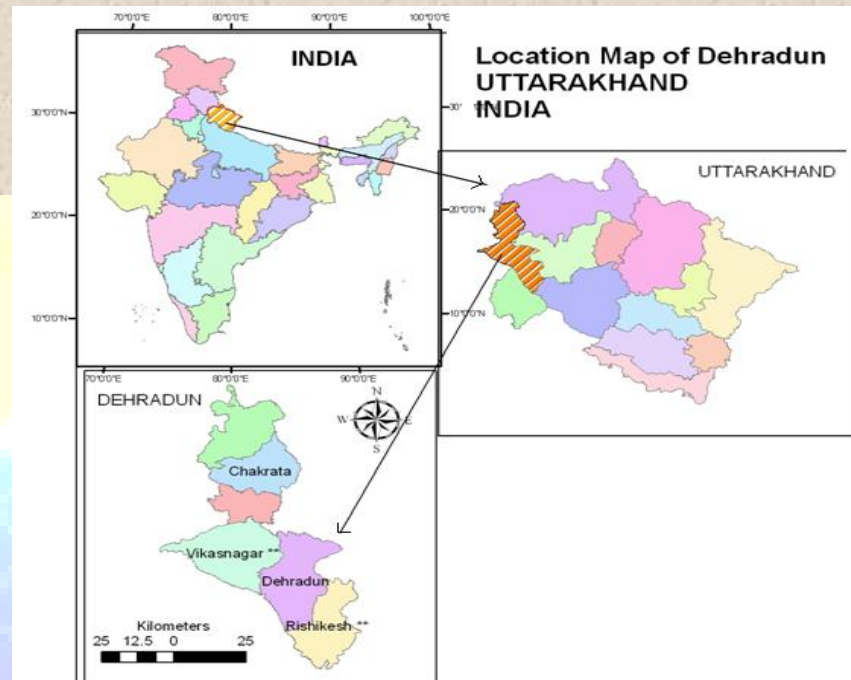 70°0'0"E 80°0'0"E 90°0'0"E 100°0'0"E
INDIA
30°0'0"N
20°0'0"N
10°0'0"N
70°0'0"E 80°0'0"E 90°0'0"E
Location Map of Dehradun
UTTARAKHAND
INDIA
UTTARAKHAND
20°0'0"N
10°0'0"N
DEHRADUN
N
W E
S
Chakrata
Vikasnagar **
Dehradun
Rishikesh **
Kilometers
25 12.5 0 25